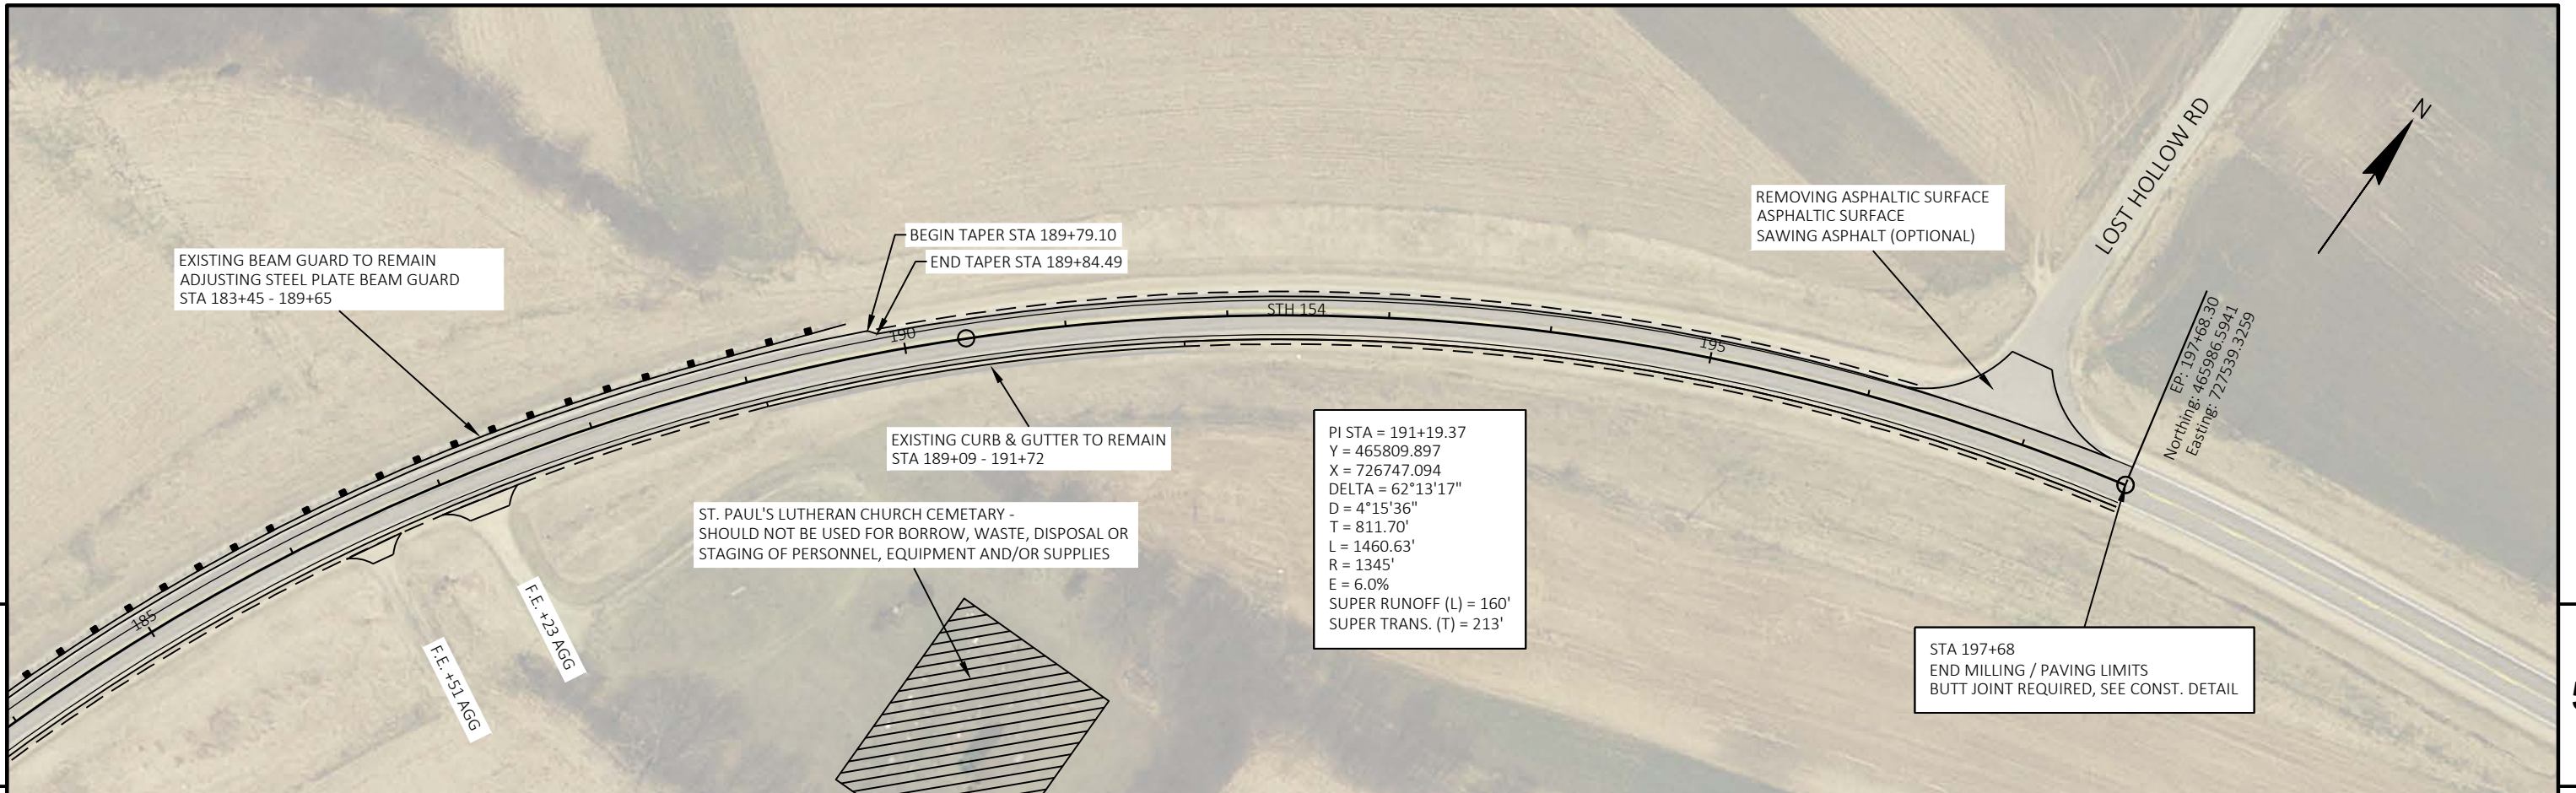 N
LOST HOLLOW RD
REMOVING ASPHALTIC SURFACE
ASPHALTIC SURFACE
SAWING ASPHALT (OPTIONAL)
BEGIN TAPER STA 189+79.10
END TAPER STA 189+84.49
EXISTING BEAM GUARD TO REMAIN
ADJUSTING STEEL PLATE BEAM GUARD
STA 183+45 - 189+65
STH 154
190
195
185
EP: 197+68.30
Northing: 465986.5941
Easting: 727539.3259
EXISTING CURB & GUTTER TO REMAIN
STA 189+09 - 191+72
PI STA = 191+19.37
Y = 465809.897
X = 726747.094
DELTA = 62°13'17"
D = 4°15'36"
T = 811.70'
L = 1460.63'
R = 1345'
E = 6.0%
SUPER RUNOFF (L) = 160'
SUPER TRANS. (T) = 213'
ST. PAUL'S LUTHERAN CHURCH CEMETARY -
SHOULD NOT BE USED FOR BORROW, WASTE, DISPOSAL OR
STAGING OF PERSONNEL, EQUIPMENT AND/OR SUPPLIES
F.E. +23 AGG
F.E. +51 AGG
STA 197+68
END MILLING / PAVING LIMITS
BUTT JOINT REQUIRED, SEE CONST. DETAIL